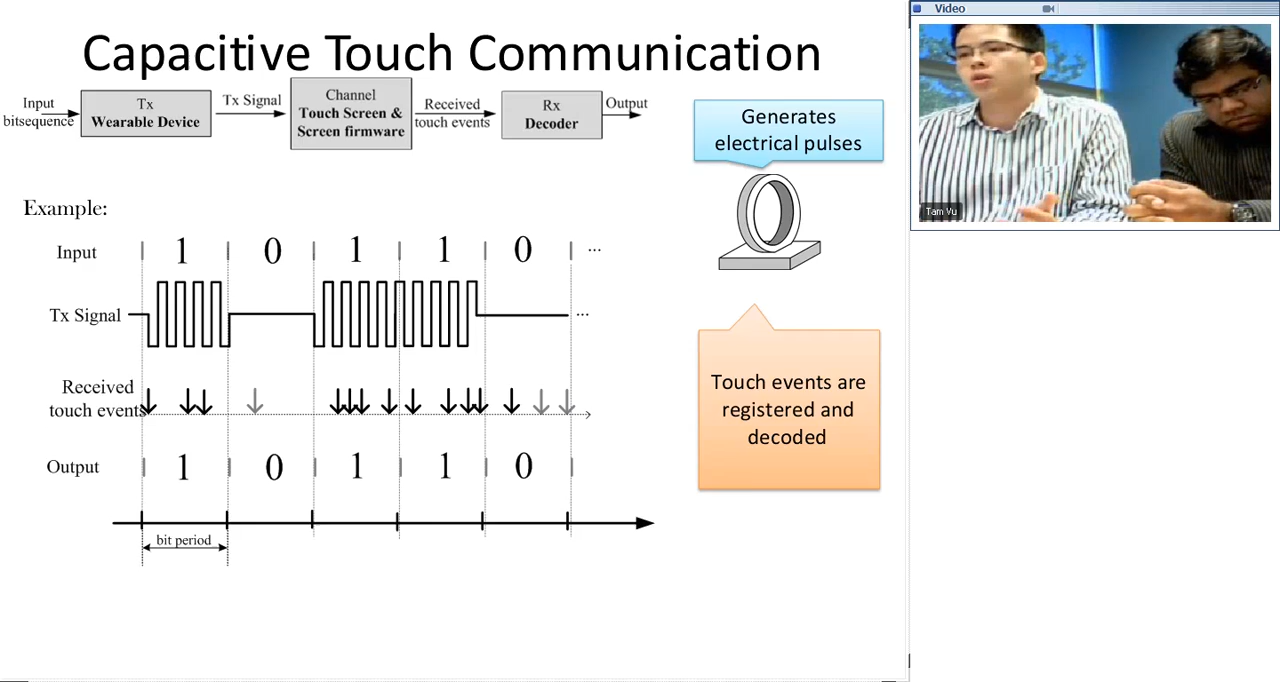 Capacitive Touch Communication
Input
bitsequence
Tx
Wearable Device
Tx Signal
Channel
Touch Screen &
Screen firmware
Received
touch events
Rx
Decoder
Output
Generates
electrical pulses
Example:
Input 1 0 1 1 0 ...
Tx Signal ...
Received
touch events
Output 1 0 1 1 0
bit period
Touch events are
registered and
decoded
Video
Tam Vu